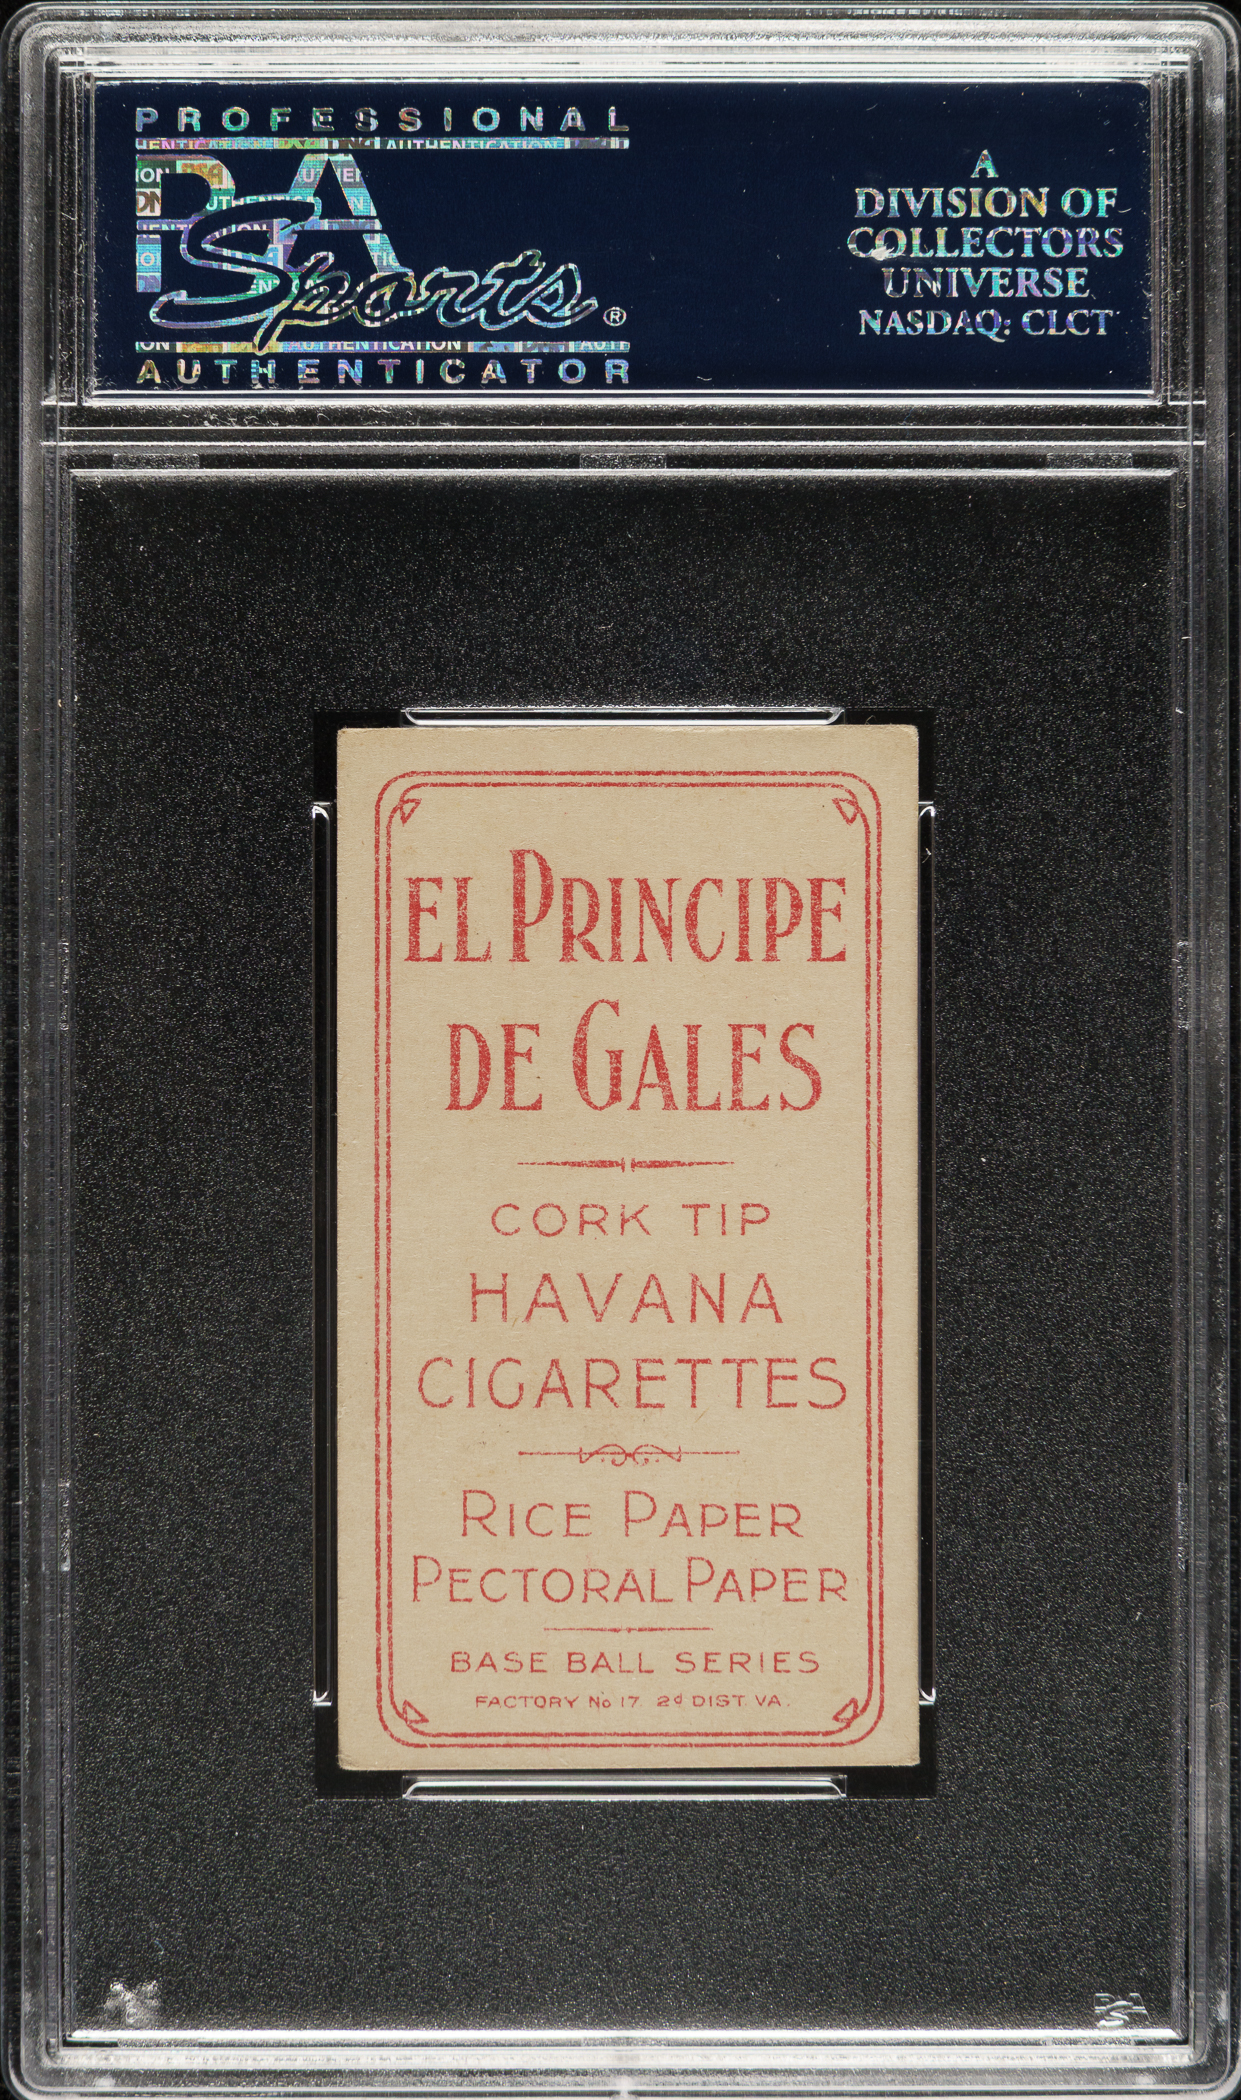 PROFESSIONAL
PSA
Sports®
AUTHENTICATOR
A
DIVISION OF
COLLECTORS
UNIVERSE
NASDAQ: CLCT
EL PRINCIPE
DE GALES
CORK TIP
HAVANA
CIGARETTES
RICE PAPER
PECTORAL PAPER
BASE BALL SERIES
FACTORY No 17. 2d DIST. VA.
PSA